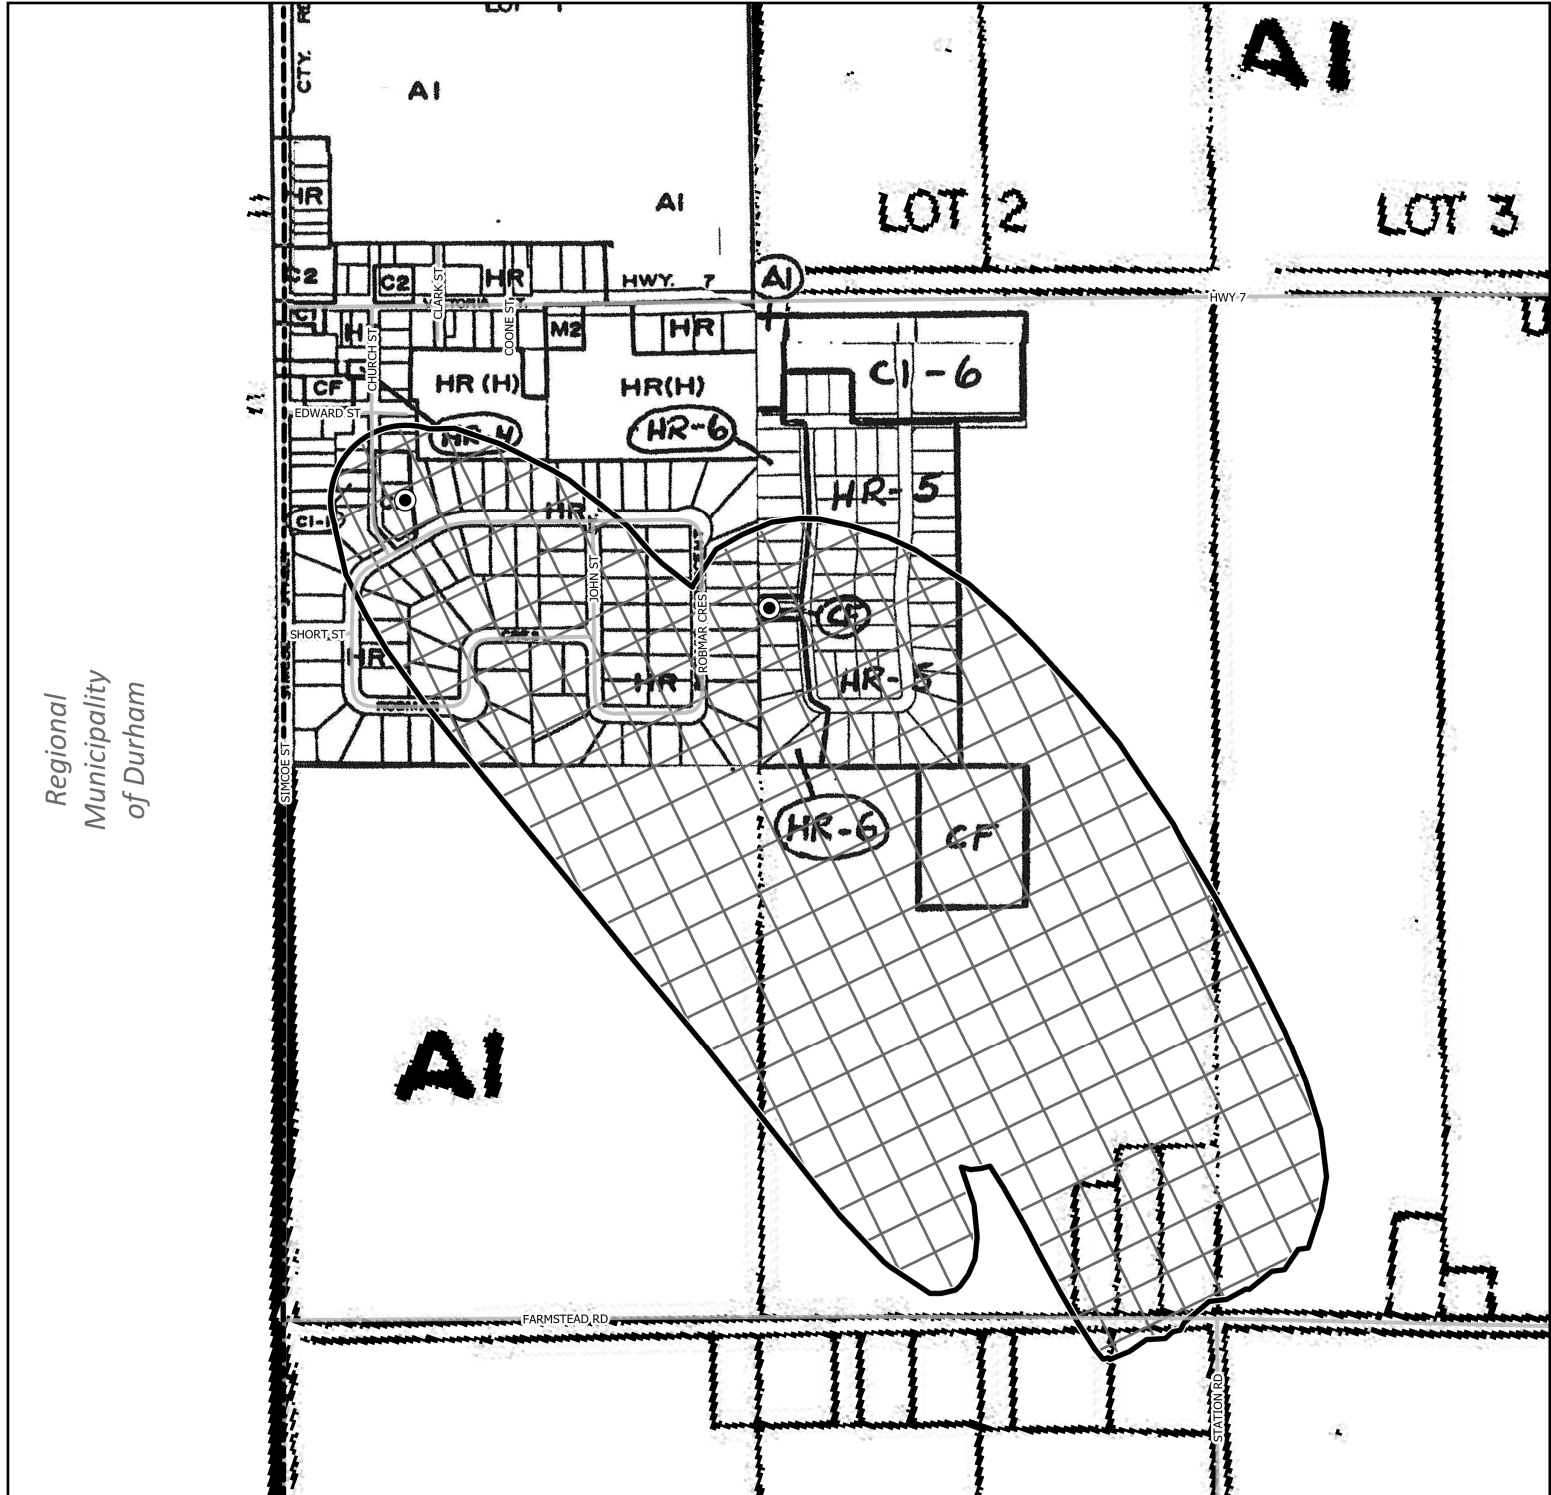 CTY.
A1
A1
HR
A1
LOT 2
LOT 3
C2
C2
CLARK ST
HR
HWY. 7
A1
HWY 7
C1
H
CHURCH ST
COONE ST
M2
HR
C1-6
CF
HR (H)
HR(H)
EDWARD ST
HR-4
HR-6
HR-5
C1-1
HR
JOHN ST
ROBMAR CRES
CF
SHORT ST
HR
HR
HR-5
Regional
Municipality
of Durham
SIMCOE ST
HR-6
CF
A1
FARMSTEAD RD
STATION RD